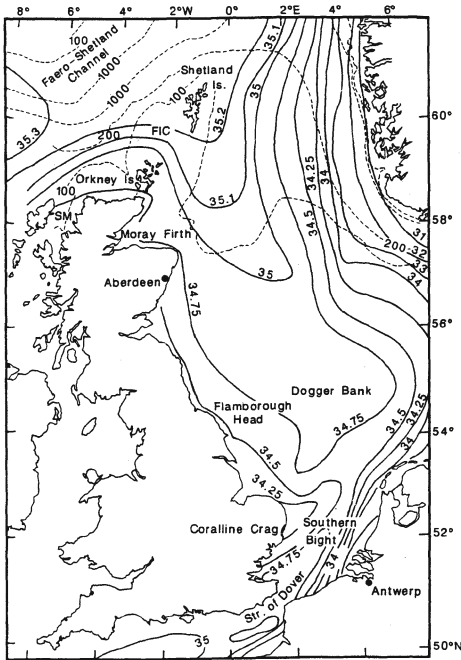 8° 6° 4° 2°W 0° 2°E 4° 6°
100
Faero-Shetland
Channel
1000
1000
100
200
Shetland
Is.
35.1
35
35.2
35.3
60°
FIC
34.25
34
34.5
Orkney Is.
100
SM
35.1
58°
31
32
200
33
34
Moray Firth
35
Aberdeen
34.75
56°
Dogger Bank
Flamborough
Head
34.75
34.5
34.25
34
54°
34.5
34.25
Coralline Crag
Southern
Bight
52°
34.75
34
Str. of Dover
Antwerp
35
50°N